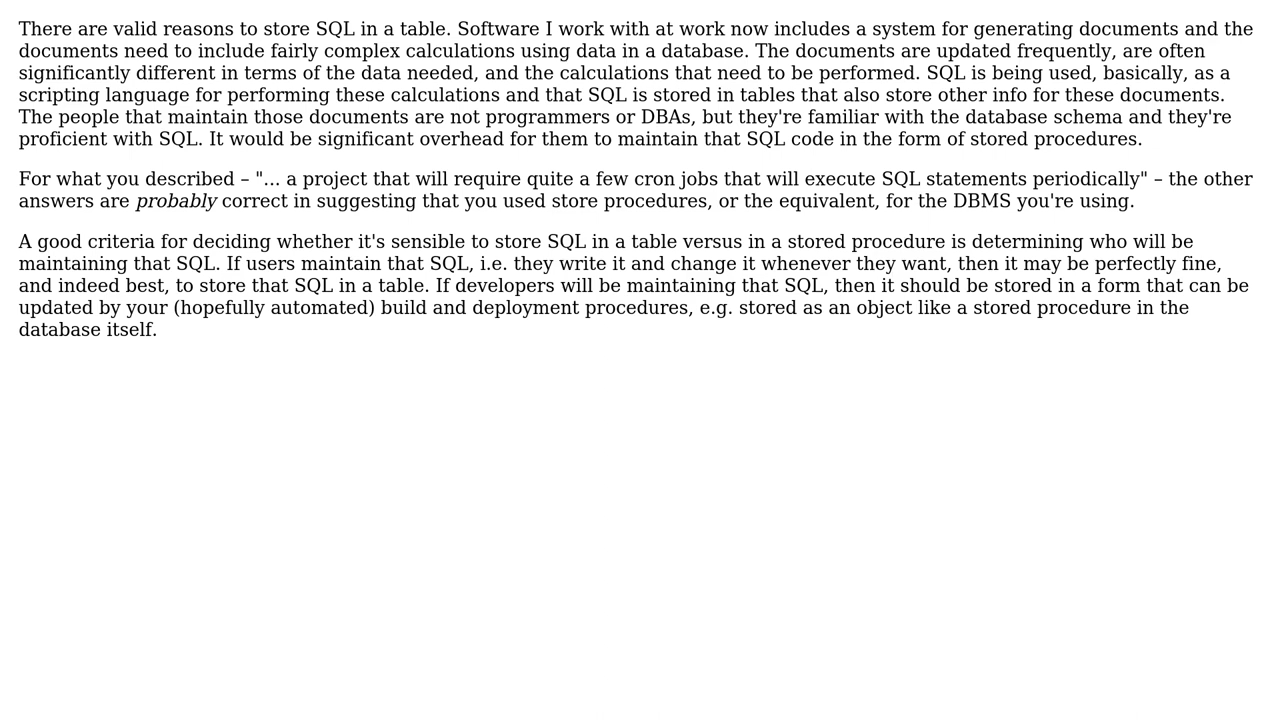 There are valid reasons to store SQL in a table. Software I work with at work now includes a system for generating documents and the
documents need to include fairly complex calculations using data in a database. The documents are updated frequently, are often
significantly different in terms of the data needed, and the calculations that need to be performed. SQL is being used, basically, as a
scripting language for performing these calculations and that SQL is stored in tables that also store other info for these documents.
The people that maintain those documents are not programmers or DBAs, but they're familiar with the database schema and they're
proficient with SQL. It would be significant overhead for them to maintain that SQL code in the form of stored procedures.
For what you described – "... a project that will require quite a few cron jobs that will execute SQL statements periodically" – the other
answers are probably correct in suggesting that you used store procedures, or the equivalent, for the DBMS you're using.
A good criteria for deciding whether it's sensible to store SQL in a table versus in a stored procedure is determining who will be
maintaining that SQL. If users maintain that SQL, i.e. they write it and change it whenever they want, then it may be perfectly fine,
and indeed best, to store that SQL in a table. If developers will be maintaining that SQL, then it should be stored in a form that can be
updated by your (hopefully automated) build and deployment procedures, e.g. stored as an object like a stored procedure in the
database itself.